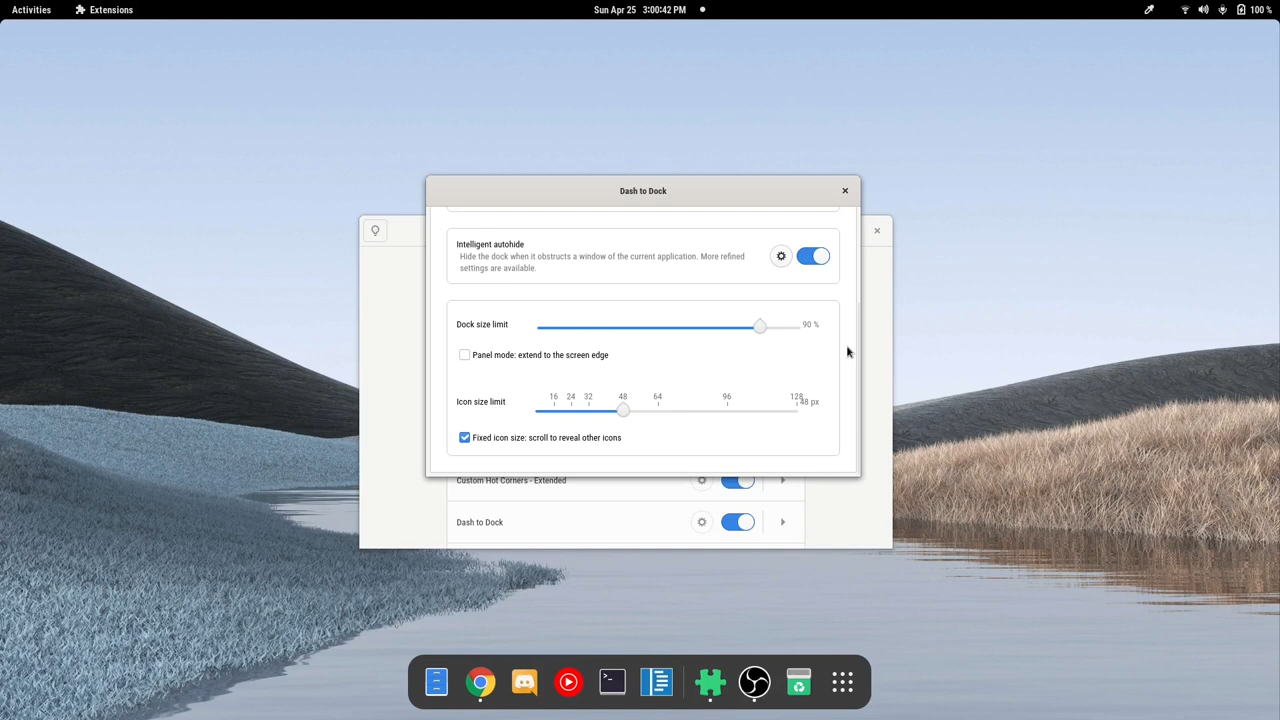 Activities Extensions Sun Apr 25 3:00:42 PM 100 %
Dash to Dock
Intelligent autohide
Hide the dock when it obstructs a window of the current application. More refined
settings are available.
Dock size limit 90 %
Panel mode: extend to the screen edge
16 24 32 48 64 96 128
Icon size limit 48 px
Fixed icon size: scroll to reveal other icons
Custom Hot Corners - Extended
Dash to Dock